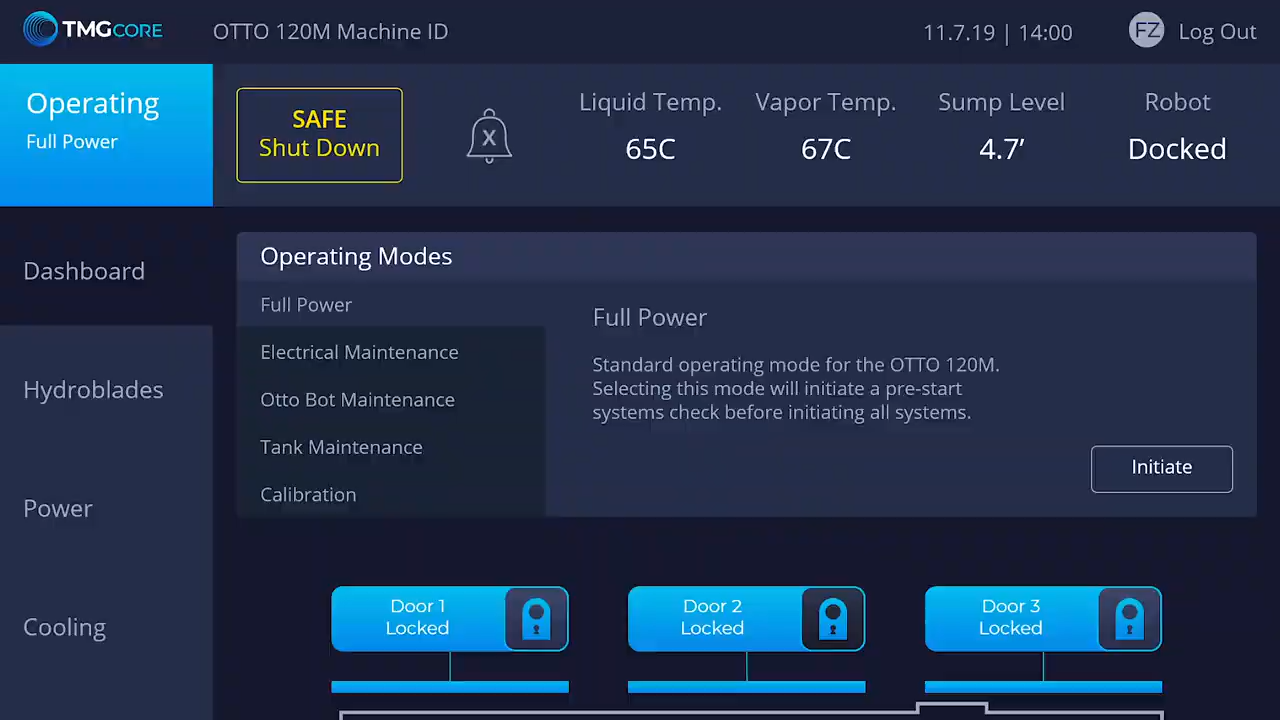 TMGCORE
OTTO 120M Machine ID
11.7.19 | 14:00
FZ
Log Out
Operating
Full Power
SAFE
Shut Down
X
Liquid Temp.
65C
Vapor Temp.
67C
Sump Level
4.7’
Robot
Docked
Dashboard
Hydroblades
Power
Cooling
Operating Modes
Full Power
Electrical Maintenance
Otto Bot Maintenance
Tank Maintenance
Calibration
Full Power
Standard operating mode for the OTTO 120M.
Selecting this mode will initiate a pre-start
systems check before initiating all systems.
Initiate
Door 1
Locked
Door 2
Locked
Door 3
Locked